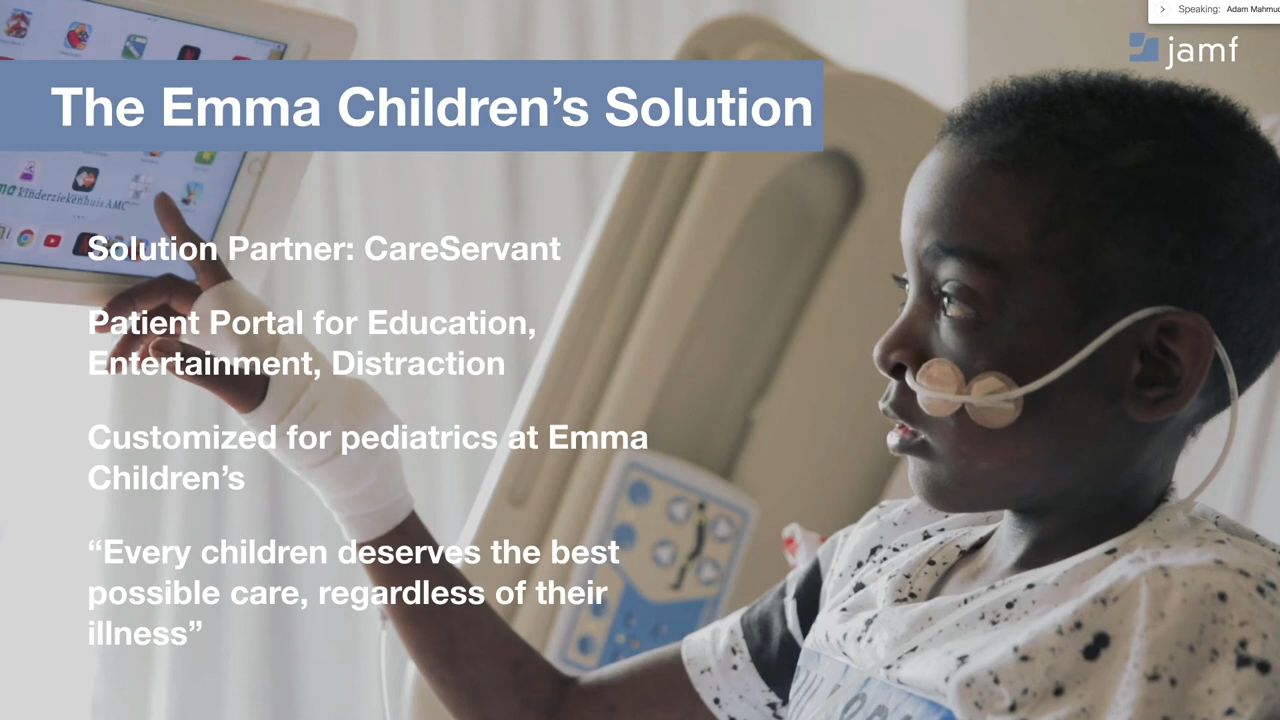 Speaking: Adam Mahmud
jamf
The Emma Children’s Solution
kinderziekenhuis AMC
Solution Partner: CareServant
Patient Portal for Education,
Entertainment, Distraction
Customized for pediatrics at Emma
Children’s
“Every children deserves the best
possible care, regardless of their
illness”